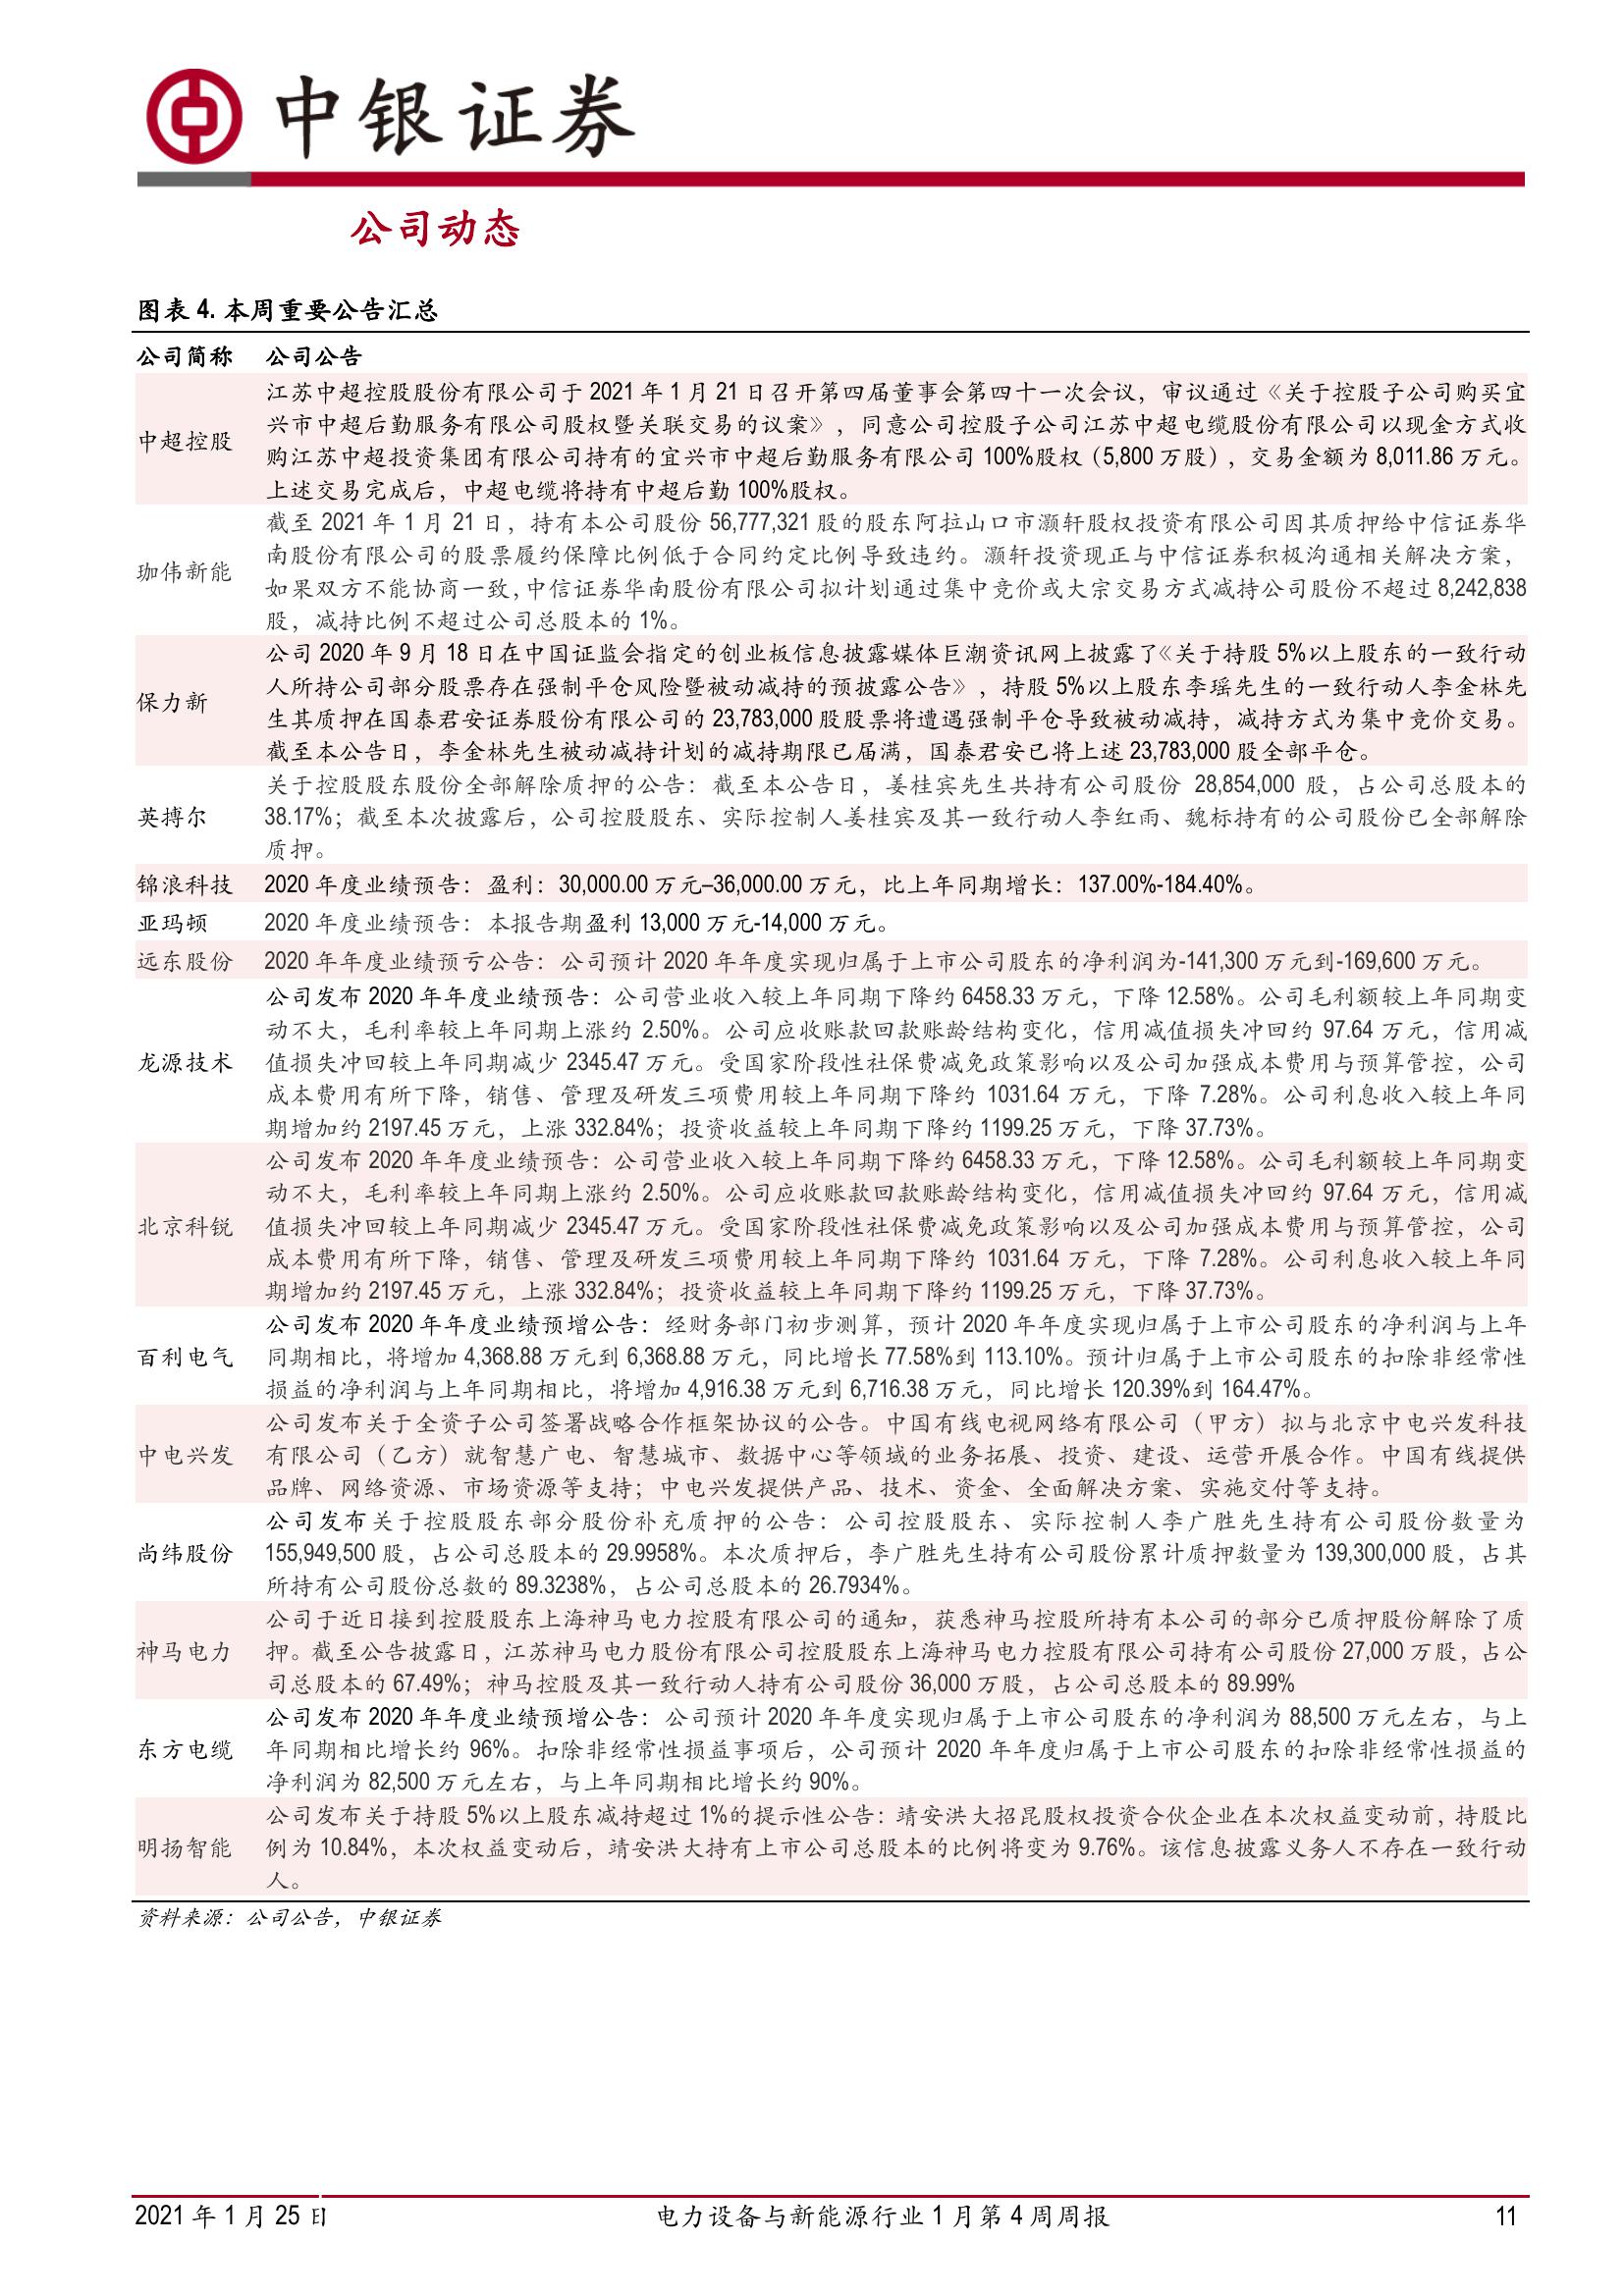 中银证券
公司动态
图表 4. 本周重要公告汇总
公司简称 公司公告
江苏中超控股股份有限公司于 2021 年 1 月 21 日召开第四届董事会第四十一次会议，审议通过《关于控股子公司购买宜
兴市中超后勤服务有限公司股权暨关联交易的议案》，同意公司控股子公司江苏中超电缆股份有限公司以现金方式收
中超控股
购江苏中超投资集团有限公司持有的宜兴市中超后勤服务有限公司 100%股权（5,800 万股），交易金额为 8,011.86 万元。
上述交易完成后，中超电缆将持有中超后勤 100%股权。
截至 2021 年 1 月 21 日，持有本公司股份 56,777,321 股的股东阿拉山口市灏轩股权投资有限公司因其质押给中信证券华
南股份有限公司的股票履约保障比例低于合同约定比例导致违约。灏轩投资现正与中信证券积极沟通相关解决方案，
珈伟新能
如果双方不能协商一致，中信证券华南股份有限公司拟计划通过集中竞价或大宗交易方式减持公司股份不超过 8,242,838
股，减持比例不超过公司总股本的 1%。
公司 2020 年 9 月 18 日在中国证监会指定的创业板信息披露媒体巨潮资讯网上披露了《关于持股 5%以上股东的一致行动
人所持公司部分股票存在强制平仓风险暨被动减持的预披露公告》，持股 5%以上股东李瑶先生的一致行动人李金林先
保力新
生其质押在国泰君安证券股份有限公司的 23,783,000 股股票将遭遇强制平仓导致被动减持，减持方式为集中竞价交易。
截至本公告日，李金林先生被动减持计划的减持期限已届满，国泰君安已将上述 23,783,000 股全部平仓。
关于控股股东股份全部解除质押的公告：截至本公告日，姜桂宾先生共持有公司股份 28,854,000 股，占公司总股本的
英搏尔 38.17%；截至本次披露后，公司控股股东、实际控制人姜桂宾及其一致行动人李红雨、魏标持有的公司股份已全部解除
质押。
锦浪科技 2020 年度业绩预告：盈利：30,000.00 万元–36,000.00 万元，比上年同期增长：137.00%-184.40%。
亚玛顿 2020 年度业绩预告：本报告期盈利 13,000 万元-14,000 万元。
远东股份 2020 年年度业绩预亏公告：公司预计 2020 年年度实现归属于上市公司股东的净利润为-141,300 万元到-169,600 万元。
公司发布 2020 年年度业绩预告：公司营业收入较上年同期下降约 6458.33 万元，下降 12.58%。公司毛利额较上年同期变
动不大，毛利率较上年同期上涨约 2.50%。公司应收账款回款账龄结构变化，信用减值损失冲回约 97.64 万元，信用减
龙源技术 值损失冲回较上年同期减少 2345.47 万元。受国家阶段性社保费减免政策影响以及公司加强成本费用与预算管控，公司
成本费用有所下降，销售、管理及研发三项费用较上年同期下降约 1031.64 万元，下降 7.28%。公司利息收入较上年同
期增加约 2197.45 万元，上涨 332.84%；投资收益较上年同期下降约 1199.25 万元，下降 37.73%。
公司发布 2020 年年度业绩预告：公司营业收入较上年同期下降约 6458.33 万元，下降 12.58%。公司毛利额较上年同期变
动不大，毛利率较上年同期上涨约 2.50%。公司应收账款回款账龄结构变化，信用减值损失冲回约 97.64 万元，信用减
北京科锐 值损失冲回较上年同期减少 2345.47 万元。受国家阶段性社保费减免政策影响以及公司加强成本费用与预算管控，公司
成本费用有所下降，销售、管理及研发三项费用较上年同期下降约 1031.64 万元，下降 7.28%。公司利息收入较上年同
期增加约 2197.45 万元，上涨 332.84%；投资收益较上年同期下降约 1199.25 万元，下降 37.73%。
公司发布 2020 年年度业绩预增公告：经财务部门初步测算，预计 2020 年年度实现归属于上市公司股东的净利润与上年
百利电气 同期相比，将增加 4,368.88 万元到 6,368.88 万元，同比增长 77.58%到 113.10%。预计归属于上市公司股东的扣除非经常性
损益的净利润与上年同期相比，将增加 4,916.38 万元到 6,716.38 万元，同比增长 120.39%到 164.47%。
公司发布关于全资子公司签署战略合作框架协议的公告。中国有线电视网络有限公司（甲方）拟与北京中电兴发科技
中电兴发 有限公司（乙方）就智慧广电、智慧城市、数据中心等领域的业务拓展、投资、建设、运营开展合作。中国有线提供
品牌、网络资源、市场资源等支持；中电兴发提供产品、技术、资金、全面解决方案、实施交付等支持。
公司发布关于控股股东部分股份补充质押的公告：公司控股股东、实际控制人李广胜先生持有公司股份数量为
尚纬股份 155,949,500 股，占公司总股本的 29.9958%。本次质押后，李广胜先生持有公司股份累计质押数量为 139,300,000 股，占其
所持有公司股份总数的 89.3238%，占公司总股本的 26.7934%。
公司于近日接到控股股东上海神马电力控股有限公司的通知，获悉神马控股所持有本公司的部分已质押股份解除了质
神马电力 押。截至公告披露日，江苏神马电力股份有限公司控股股东上海神马电力控股有限公司持有公司股份 27,000 万股，占公
司总股本的 67.49%；神马控股及其一致行动人持有公司股份 36,000 万股，占公司总股本的 89.99%
公司发布 2020 年年度业绩预增公告：公司预计 2020 年年度实现归属于上市公司股东的净利润为 88,500 万元左右，与上
东方电缆 年同期相比增长约 96%。扣除非经常性损益事项后，公司预计 2020 年年度归属于上市公司股东的扣除非经常性损益的
净利润为 82,500 万元左右，与上年同期相比增长约 90%。
公司发布关于持股 5%以上股东减持超过 1%的提示性公告：靖安洪大招昆股权投资合伙企业在本次权益变动前，持股比
明扬智能 例为 10.84%，本次权益变动后，靖安洪大持有上市公司总股本的比例将变为 9.76%。该信息披露义务人不存在一致行动
人。
资料来源：公司公告，中银证券
2021 年 1 月 25 日 电力设备与新能源行业 1 月第 4 周周报 11